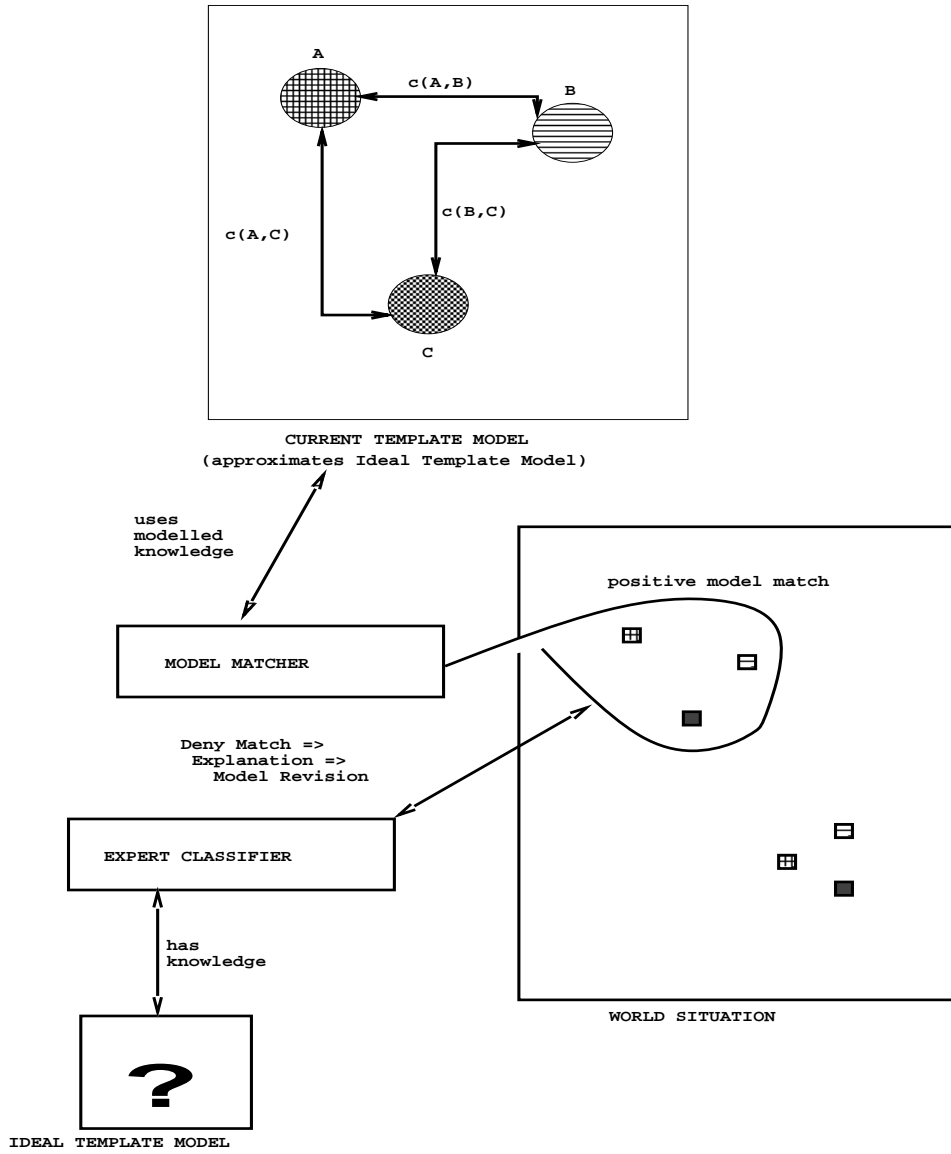 A
c(A,B)
B
c(B,C)
c(A,C)
C
CURRENT TEMPLATE MODEL
(approximates Ideal Template Model)
uses
modelled
knowledge
positive model match
MODEL MATCHER
Deny Match =>
Explanation =>
Model Revision
EXPERT CLASSIFIER
has
knowledge
WORLD SITUATION
?
IDEAL TEMPLATE MODEL